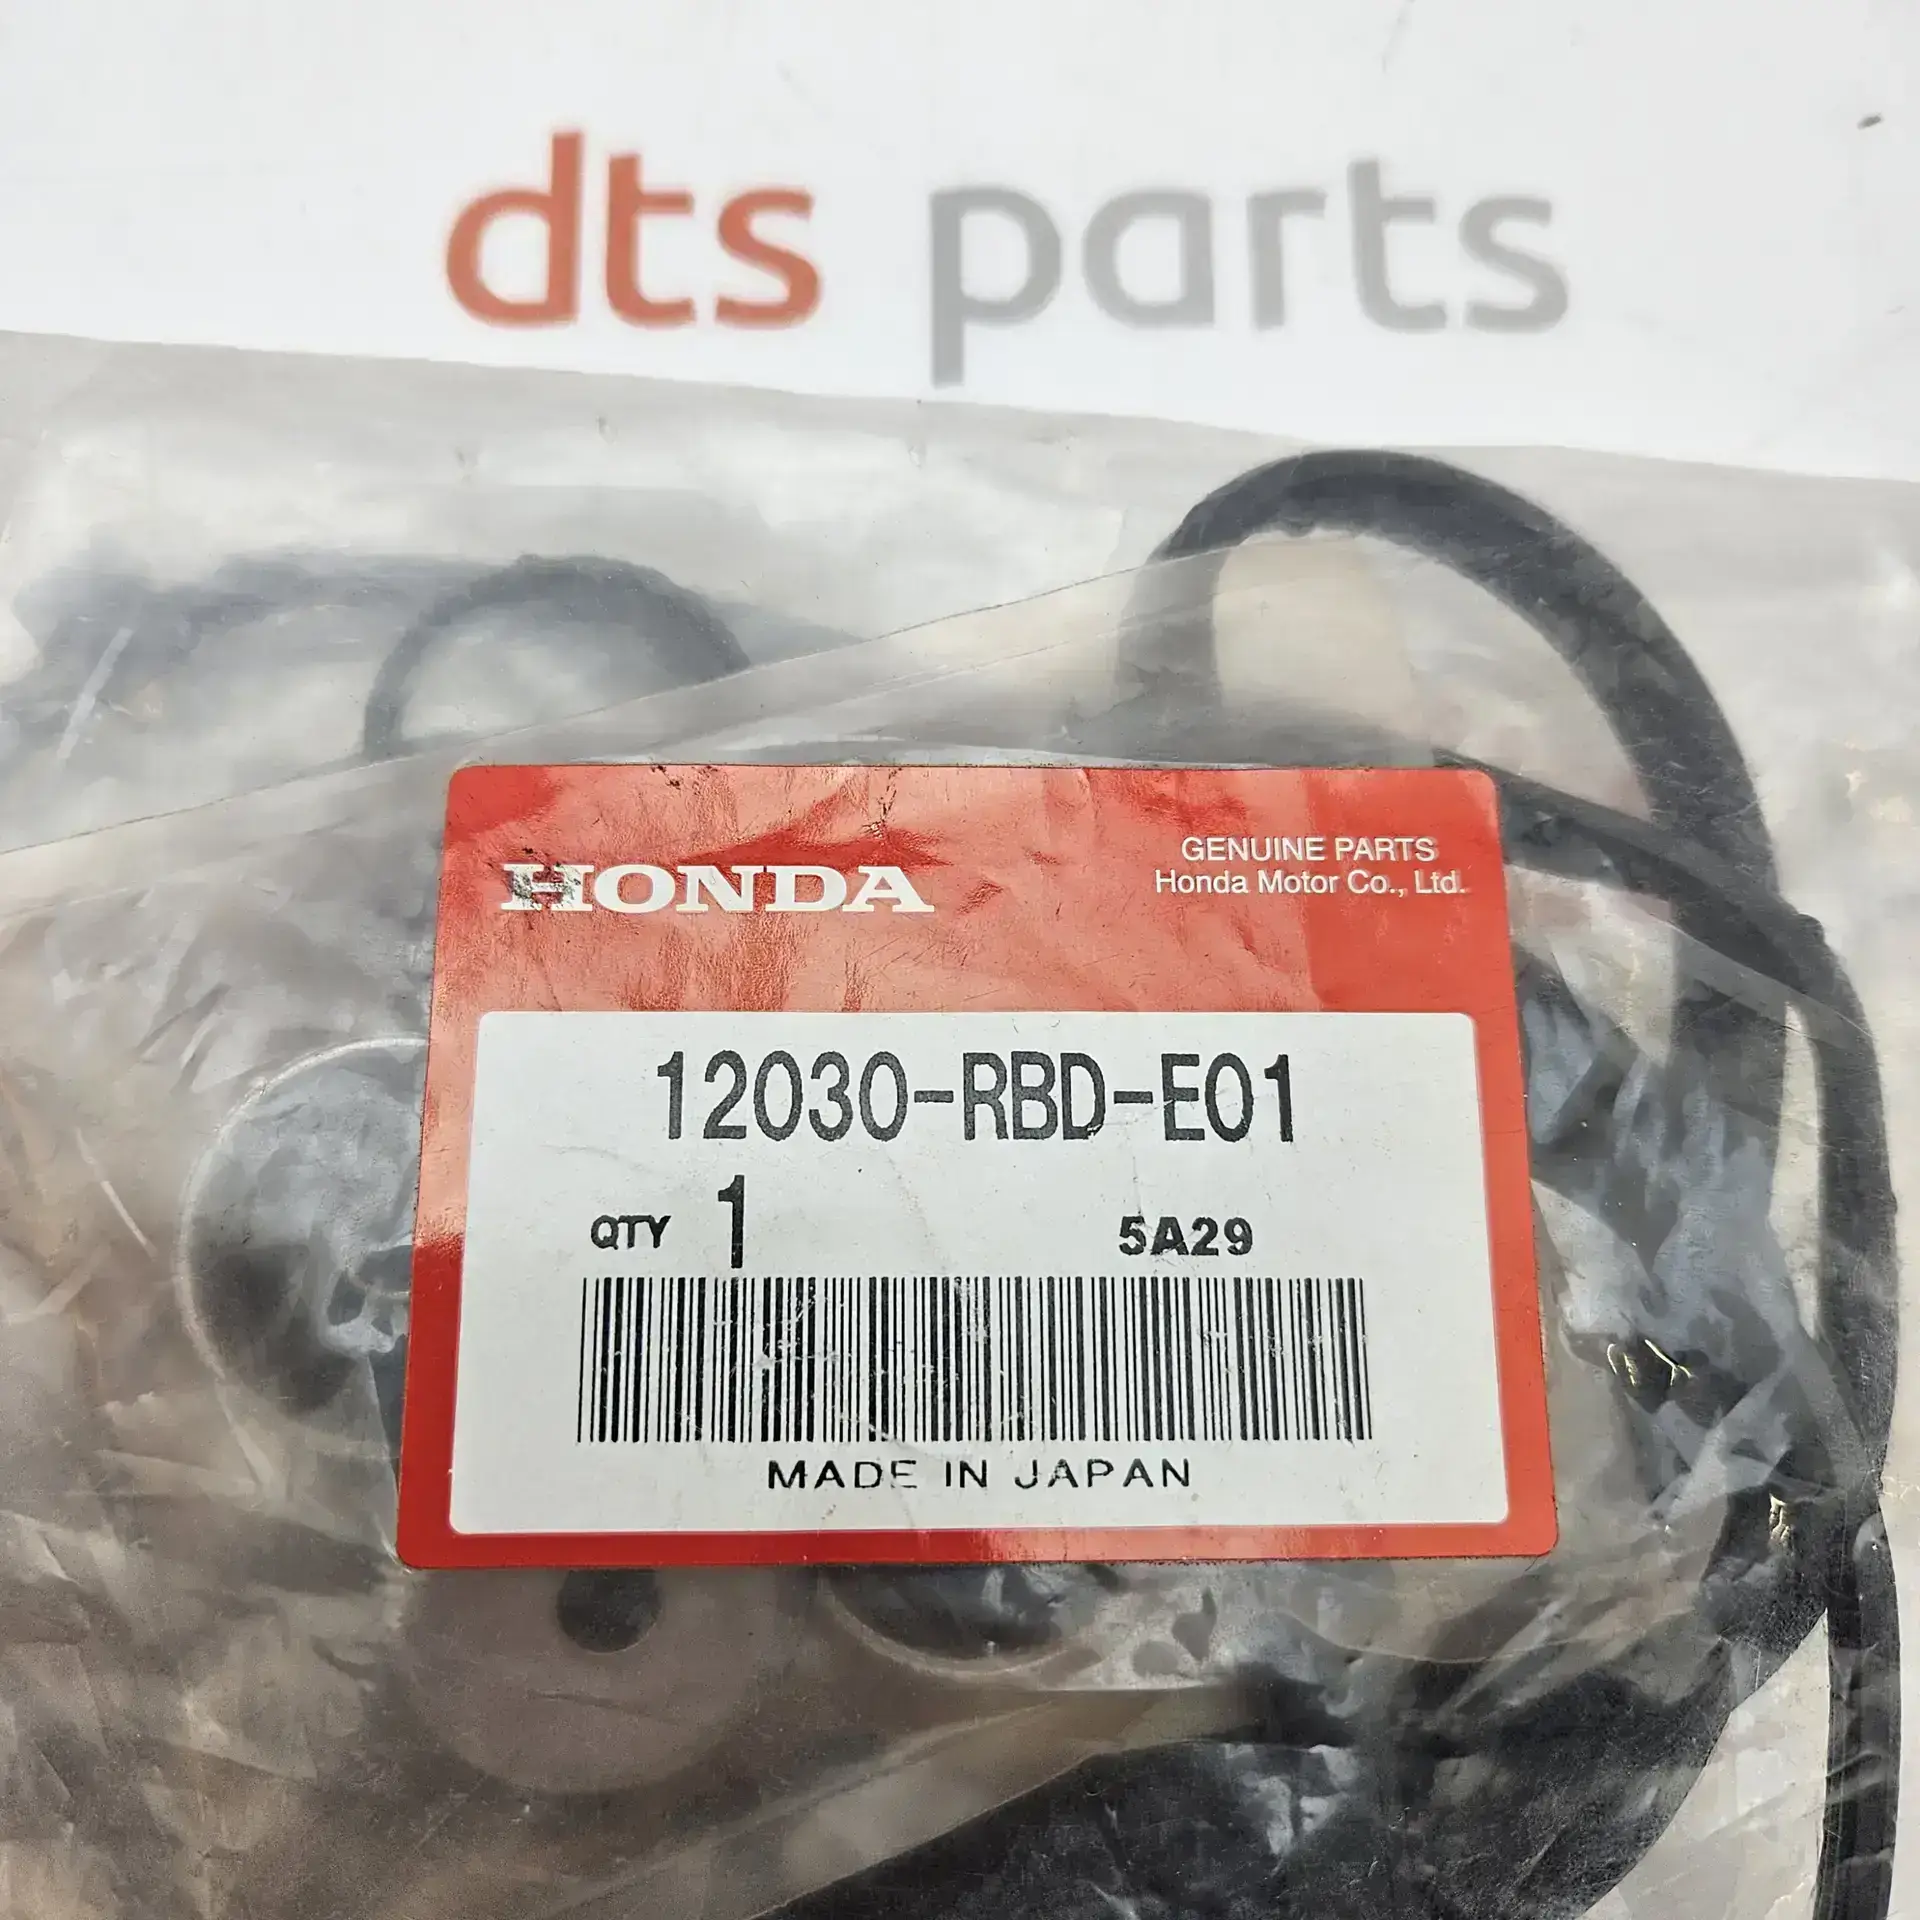 dts parts
HONDA
GENUINE PARTS
Honda Motor Co., Ltd.
12030-RBD-E01
QTY 1 5A29
MADE IN JAPAN